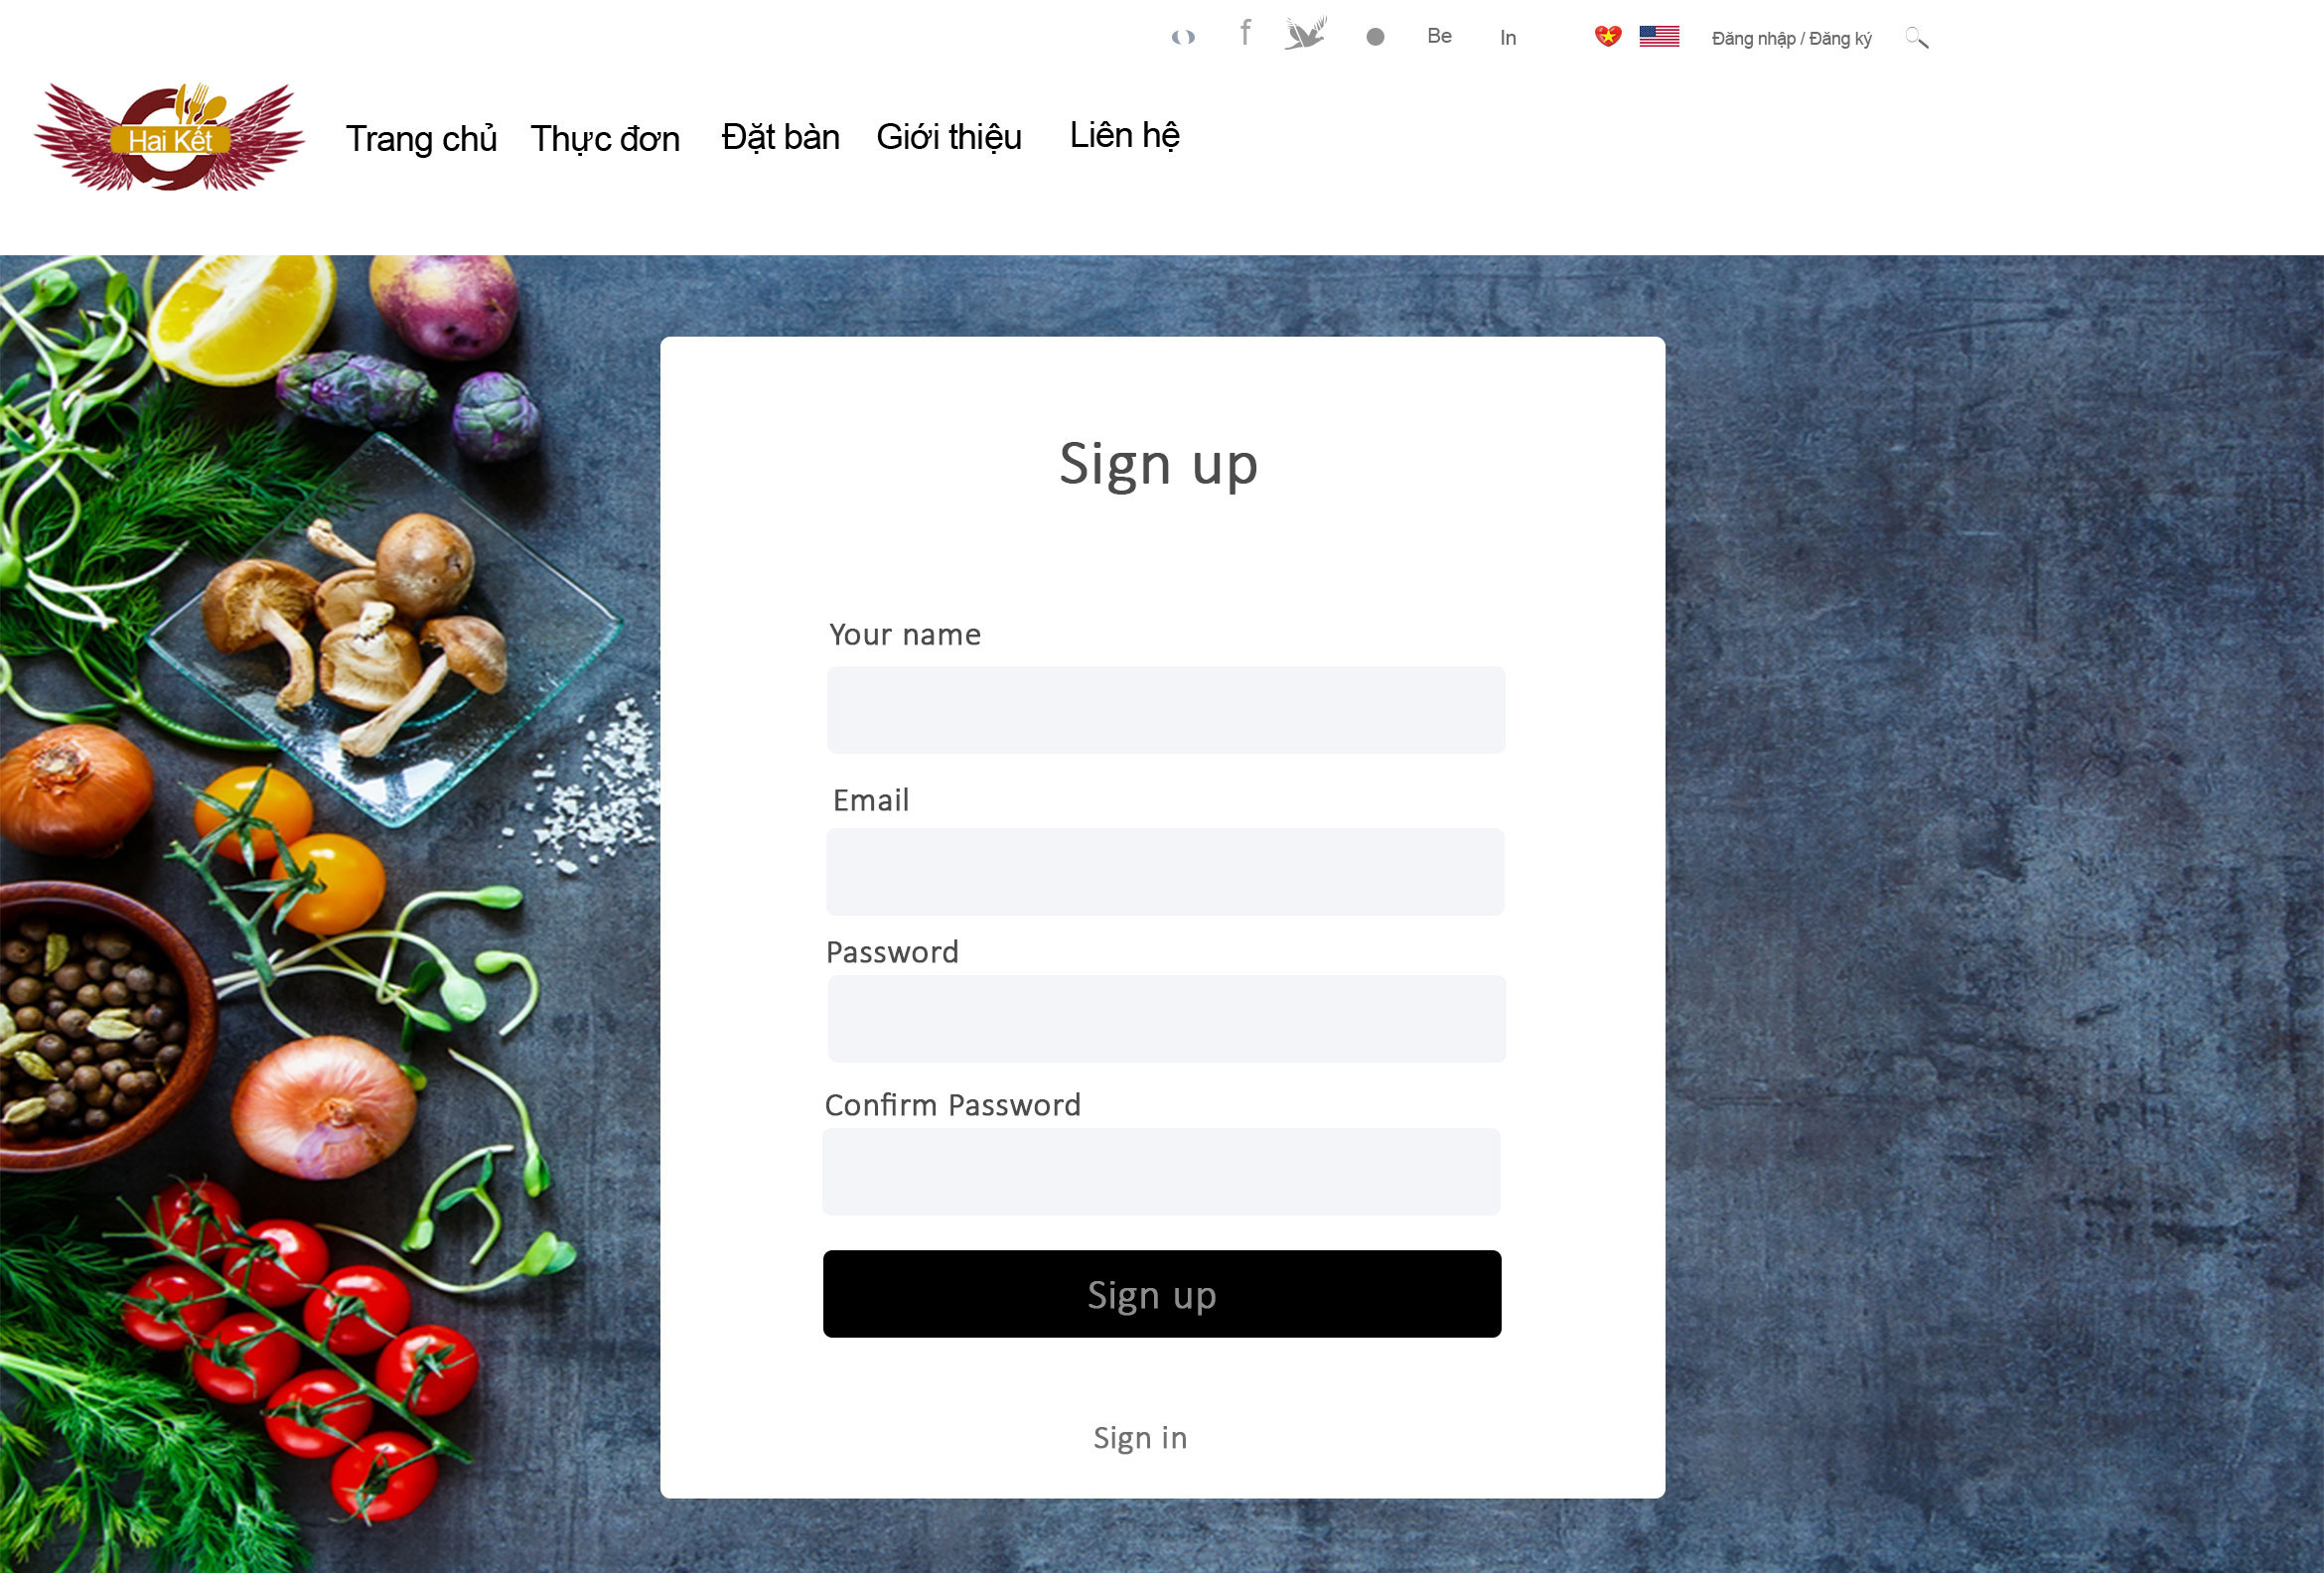 f Be In Đăng nhập / Đăng ký
Hai Kết Trang chủ Thực đơn Đặt bàn Giới thiệu Liên hệ
Sign up
Your name
Email
Password
Confirm Password
Sign up
Sign in